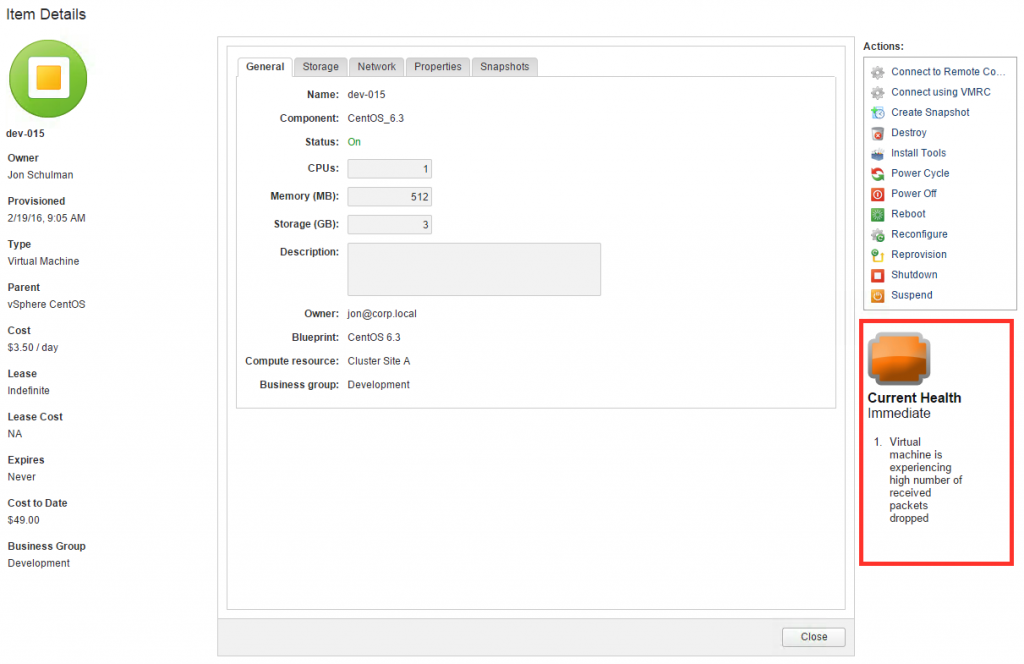 Item Details
dev-015
Owner
Jon Schulman
Provisioned
2/19/16, 9:05 AM
Type
Virtual Machine
Parent
vSphere CentOS
Cost
$3.50 / day
Lease
Indefinite
Lease Cost
NA
Expires
Never
Cost to Date
$49.00
Business Group
Development
General Storage Network Properties Snapshots
Name: dev-015
Component: CentOS_6.3
Status: On
CPUs: 1
Memory (MB): 512
Storage (GB): 3
Description:
Owner: jon@corp.local
Blueprint: CentOS 6.3
Compute resource: Cluster Site A
Business group: Development
Close
Actions:
Connect to Remote Co...
Connect using VMRC
Create Snapshot
Destroy
Install Tools
Power Cycle
Power Off
Reboot
Reconfigure
Reprovision
Shutdown
Suspend
Current Health
Immediate
1. Virtual
machine is
experiencing
high number of
received
packets
dropped